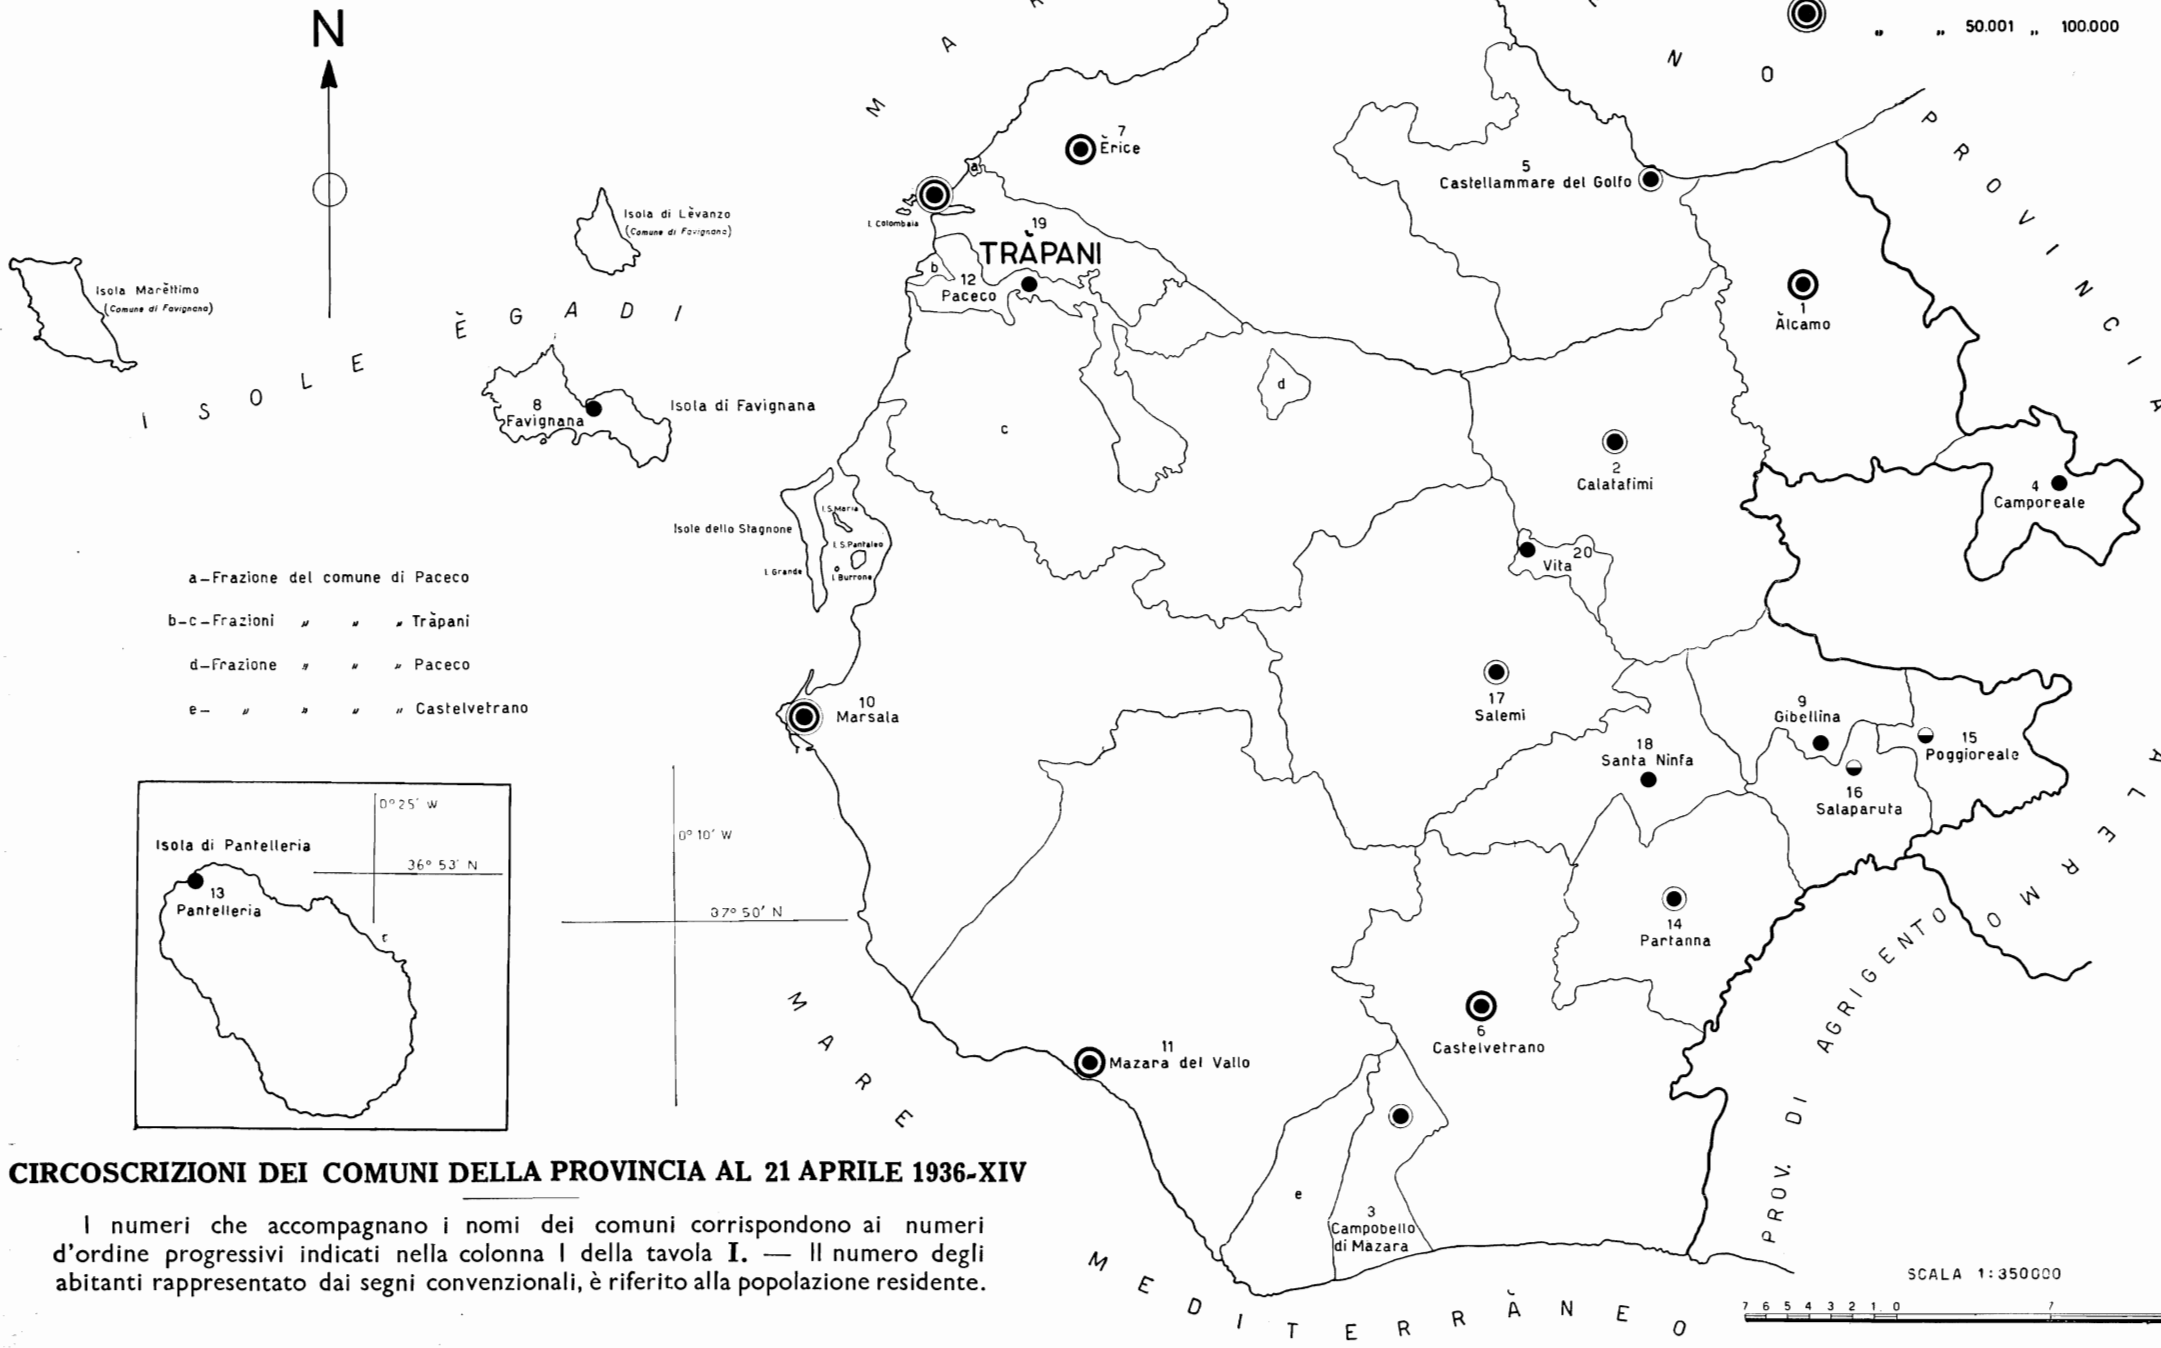 N
„ „ 50.001 „ 100.000
M A R
N O
PROVINCIA
PALERMO
7
Èrice
a
5
Castellammare del Golfo
Isola di Lèvanzo
(Comune di Favignana)
I. Colombaia
19
TRÀPANI
b
12
Paceco
Isola Marèttimo
(Comune di Favignana)
ISOLE ÈGADI
1
Àlcamo
8
Favignana
Isola di Favignana
c
d
2
Calatafimi
4
Camporeale
Isole dello Stagnone
I. S. Maria
I. S. Pantaleo
I. Grande
I. Burrone
20
Vita
a–Frazione del comune di Paceco
b–c–Frazioni „ „ „ Tràpani
d–Frazione „ „ „ Paceco
e– „ „ „ „ Castelvetrano
10
Marsala
17
Salemi
9
Gibellina
18
Santa Ninfa
15
Poggioreale
16
Salaparuta
0° 25' W
36° 53' N
Isola di Pantelleria
13
Pantelleria
0° 10' W
37° 50' N
14
Partanna
6
Castelvetrano
11
Mazara del Vallo
e
3
Campobello
di Mazara
MARE
MEDITERRÀNEO
PROV. DI AGRIGENTO
CIRCOSCRIZIONI DEI COMUNI DELLA PROVINCIA AL 21 APRILE 1936-XIV
I numeri che accompagnano i nomi dei comuni corrispondono ai numeri
d'ordine progressivi indicati nella colonna I della tavola I. — Il numero degli
abitanti rappresentato dai segni convenzionali, è riferito alla popolazione residente.
SCALA 1:350000
7 6 5 4 3 2 1 0 7